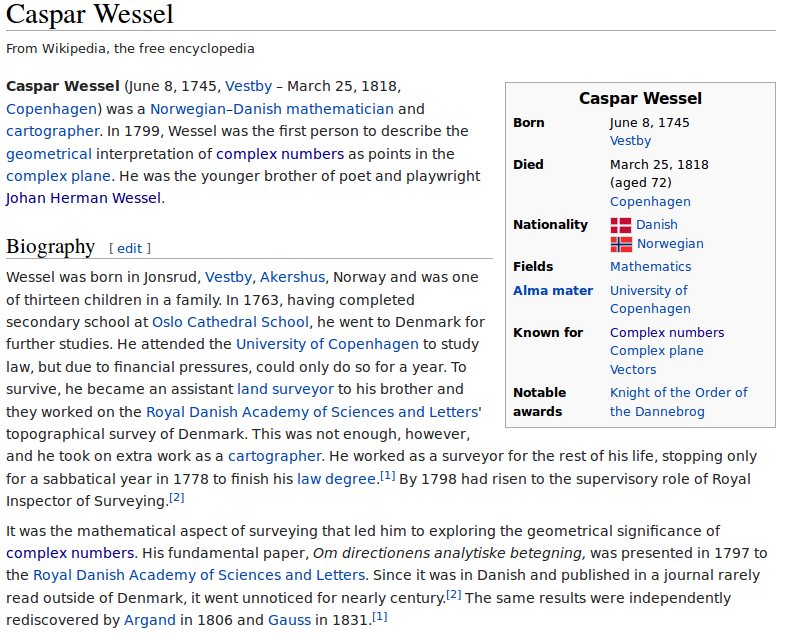 Caspar Wessel
From Wikipedia, the free encyclopedia
Caspar Wessel (June 8, 1745, Vestby – March 25, 1818,
Copenhagen) was a Norwegian–Danish mathematician and
cartographer. In 1799, Wessel was the first person to describe the
geometrical interpretation of complex numbers as points in the
complex plane. He was the younger brother of poet and playwright
Johan Herman Wessel.
Caspar Wessel
Born June 8, 1745
Vestby
Died March 25, 1818
(aged 72)
Copenhagen
Nationality Danish
Norwegian
Fields Mathematics
Alma mater University of
Copenhagen
Known for Complex numbers
Complex plane
Vectors
Notable Knight of the Order of
awards the Dannebrog
Biography [ edit ]
Wessel was born in Jonsrud, Vestby, Akershus, Norway and was one
of thirteen children in a family. In 1763, having completed
secondary school at Oslo Cathedral School, he went to Denmark for
further studies. He attended the University of Copenhagen to study
law, but due to financial pressures, could only do so for a year. To
survive, he became an assistant land surveyor to his brother and
they worked on the Royal Danish Academy of Sciences and Letters'
topographical survey of Denmark. This was not enough, however,
and he took on extra work as a cartographer. He worked as a surveyor for the rest of his life, stopping only
for a sabbatical year in 1778 to finish his law degree.[1] By 1798 had risen to the supervisory role of Royal
Inspector of Surveying.[2]
It was the mathematical aspect of surveying that led him to exploring the geometrical significance of
complex numbers. His fundamental paper, Om directionens analytiske betegning, was presented in 1797 to
the Royal Danish Academy of Sciences and Letters. Since it was in Danish and published in a journal rarely
read outside of Denmark, it went unnoticed for nearly century.[2] The same results were independently
rediscovered by Argand in 1806 and Gauss in 1831.[1]